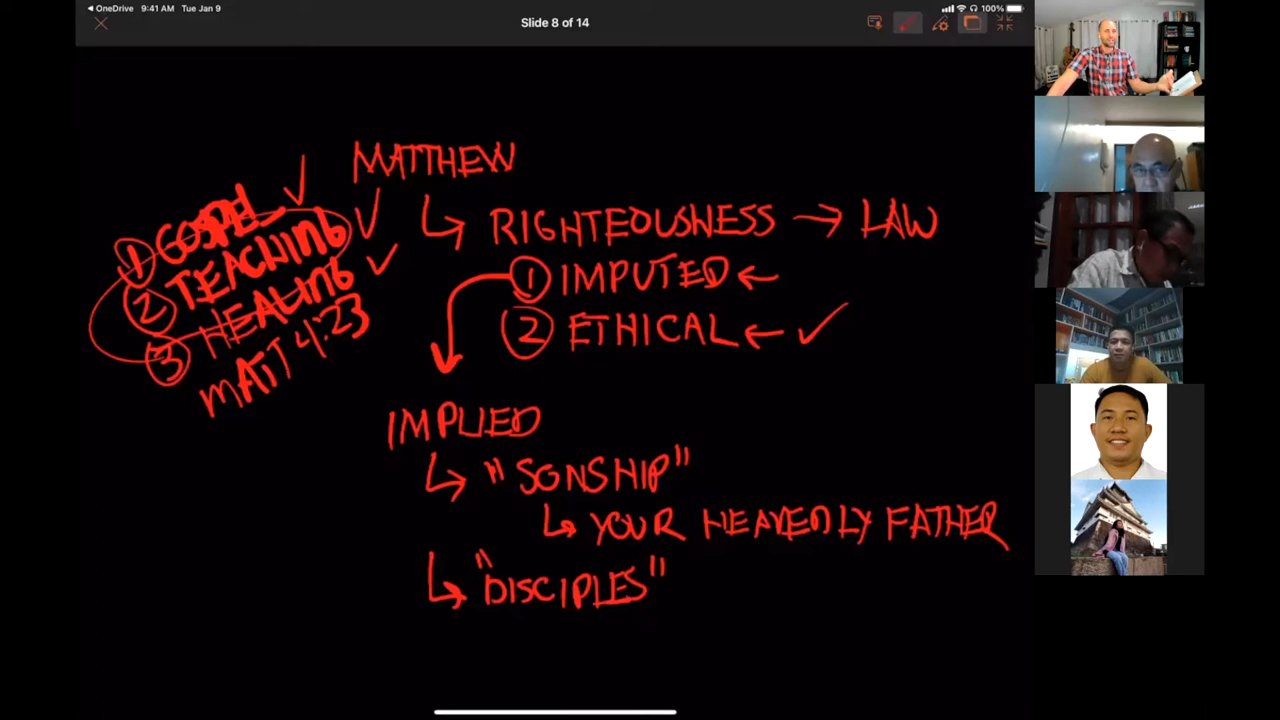 OneDrive 9:41 AM Tue Jan 9 100%
Slide 8 of 14
MATTHEW
RIGHTEOUSNESS → LAW
① IMPUTED ←
② ETHICAL ← ✓
① GOSPEL ✓
② TEACHING ✓
③ HEALING ✓
MATT 4:23
IMPLIED
↳ "SONSHIP"
↳ YOUR HEAVENLY FATHER
↳ "DISCIPLES"